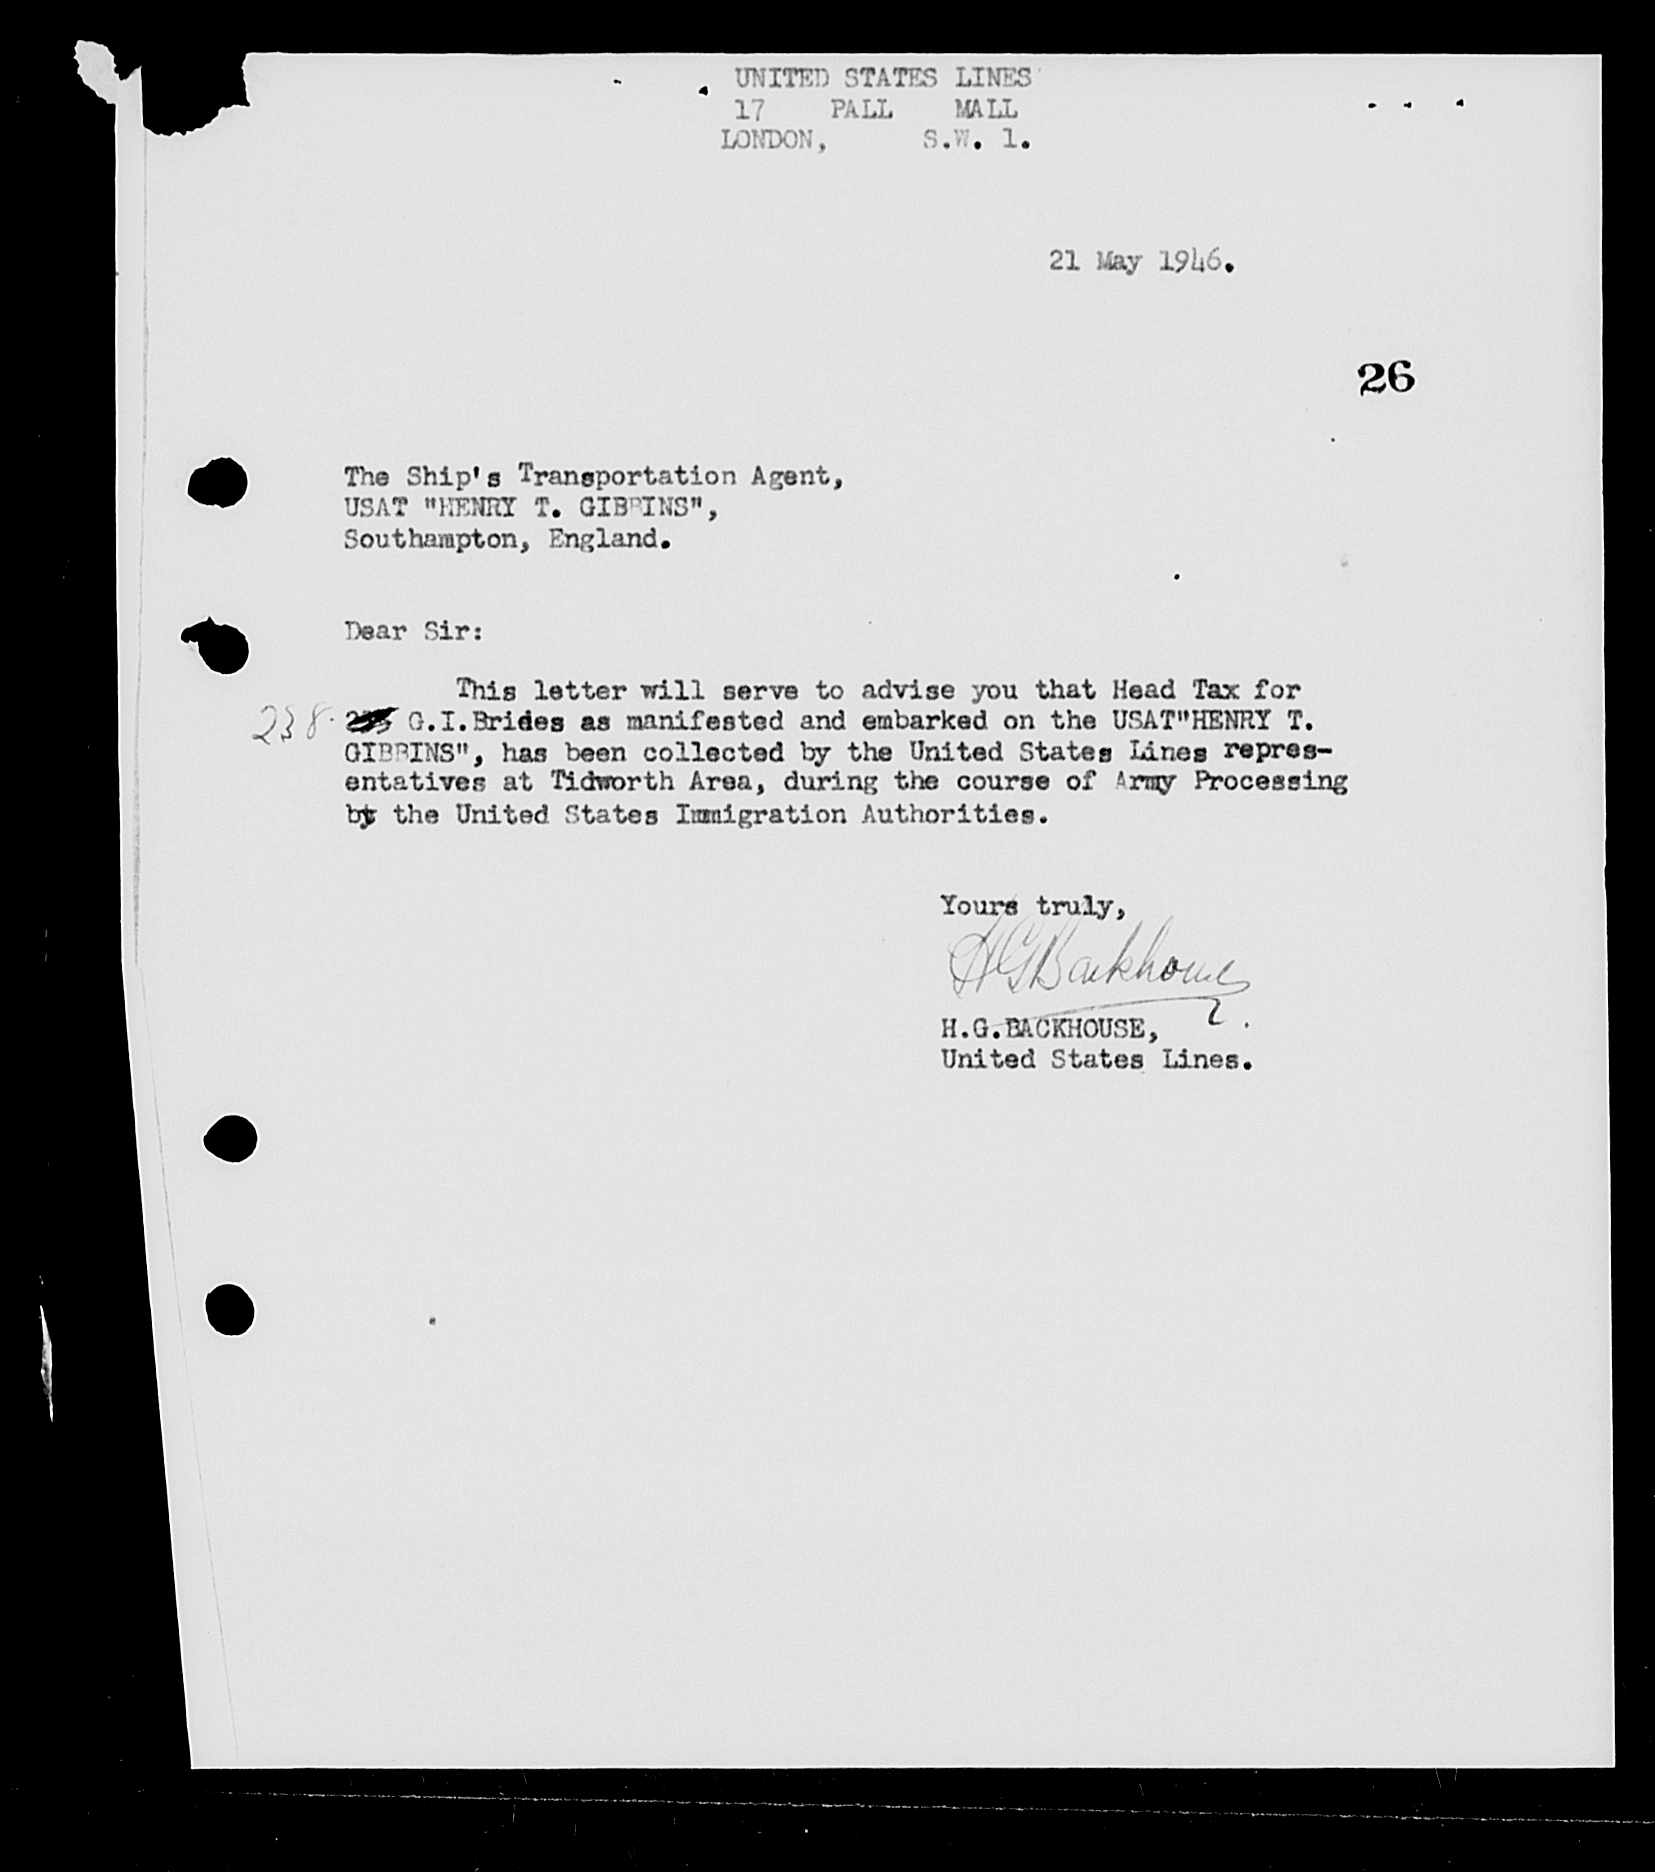 UNITED STATES LINES
17 PALL MALL
LONDON, S.W. 1.
21 May 1946.
26
The Ship's Transportation Agent,
USAT "HENRY T. GIBBINS",
Southampton, England.
Dear Sir:
This letter will serve to advise you that Head Tax for
238. G.I.Brides as manifested and embarked on the USAT"HENRY T.
GIBBINS", has been collected by the United States Lines repres-
entatives at Tidworth Area, during the course of Army Processing
by the United States Immigration Authorities.
Yours truly,
HGBackhouse
H.G.BACKHOUSE,
United States Lines.